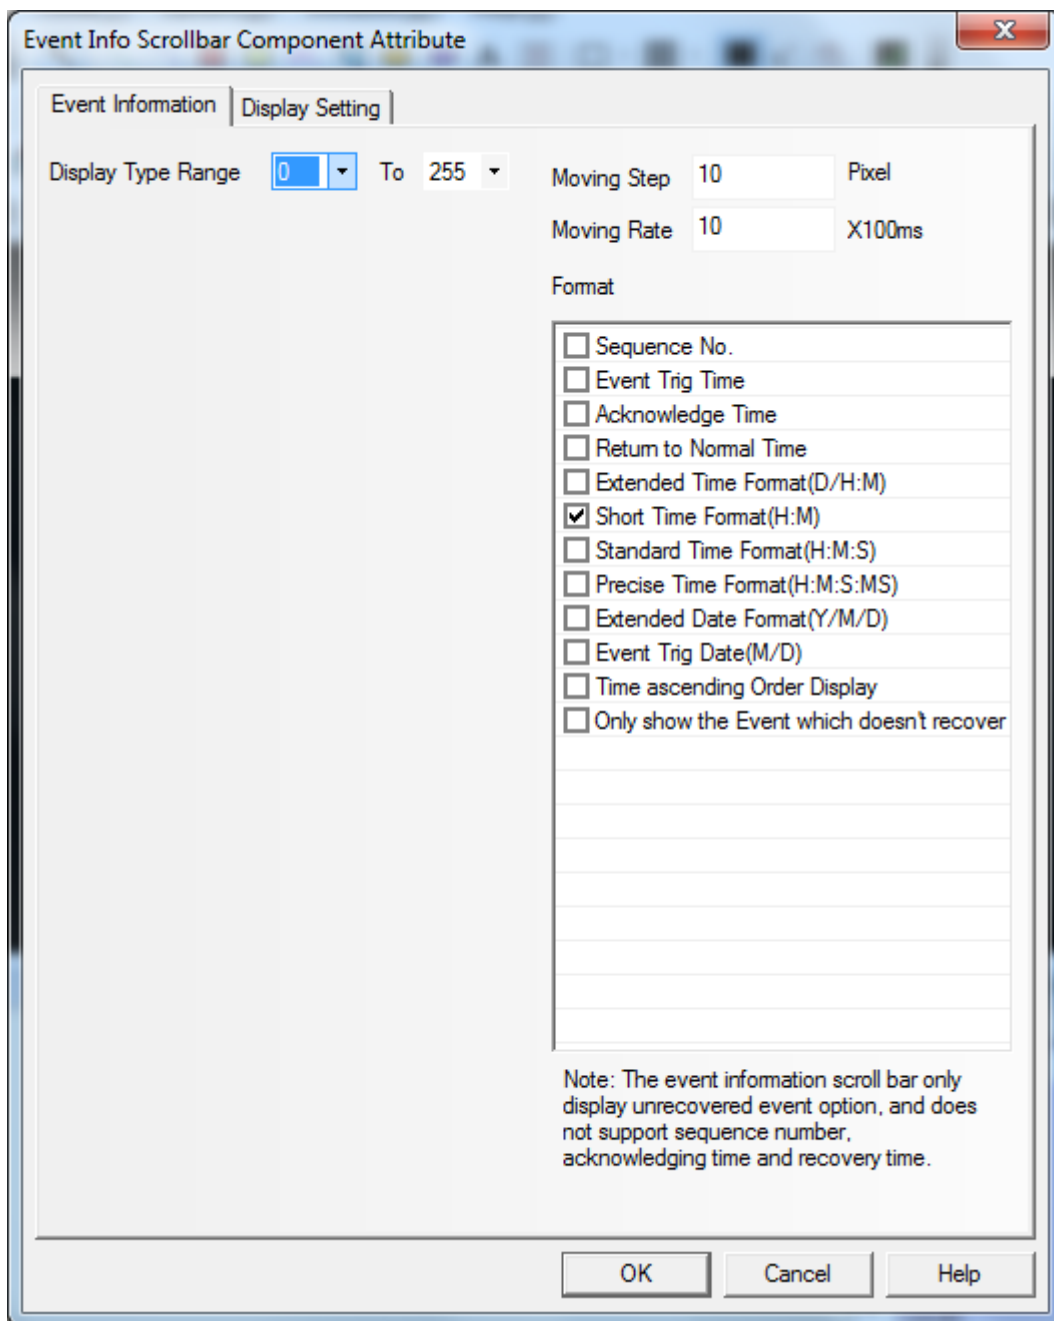 Event Info Scrollbar Component Attribute
Event Information
Display Setting
Display Type Range 0 To 255
Moving Step 10 Pixel
Moving Rate 10 X100ms
Format
Sequence No.
Event Trig Time
Acknowledge Time
Return to Normal Time
Extended Time Format(D/H:M)
Short Time Format(H:M)
Standard Time Format(H:M:S)
Precise Time Format(H:M:S:MS)
Extended Date Format(Y/M/D)
Event Trig Date(M/D)
Time ascending Order Display
Only show the Event which doesn't recover
Note: The event information scroll bar only
display unrecovered event option, and does
not support sequence number,
acknowledging time and recovery time.
OK Cancel Help